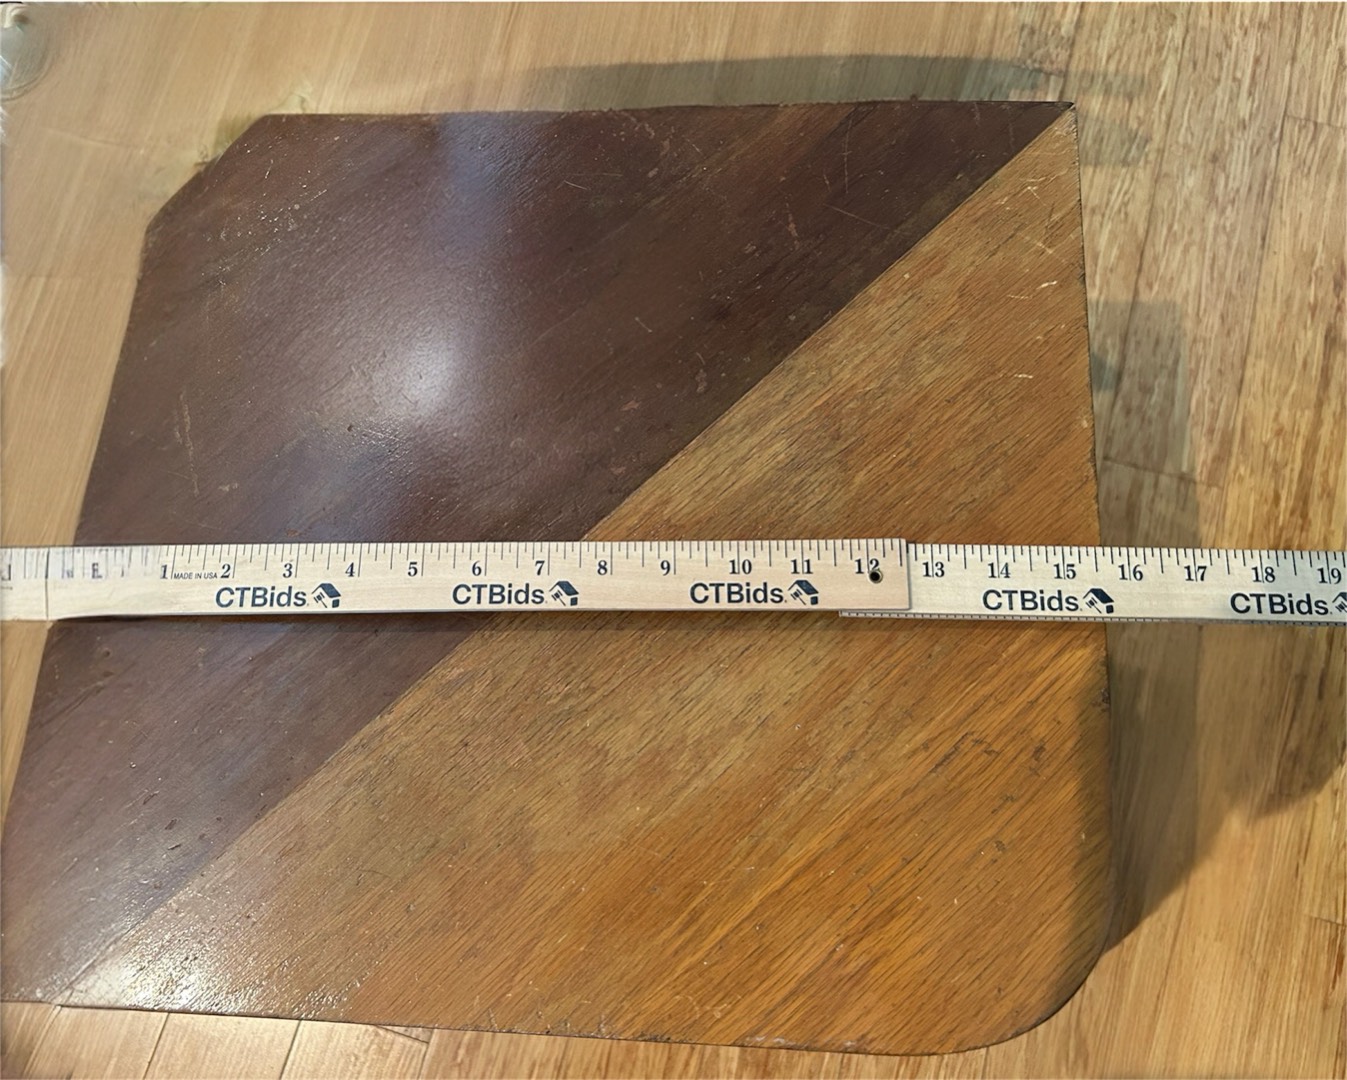 1 MADE IN USA 2 3 4 5 6 7 8 9 10 11 12 13 14 15 16 17 18 19
CTBids. CTBids. CTBids. CTBids. CTBids.